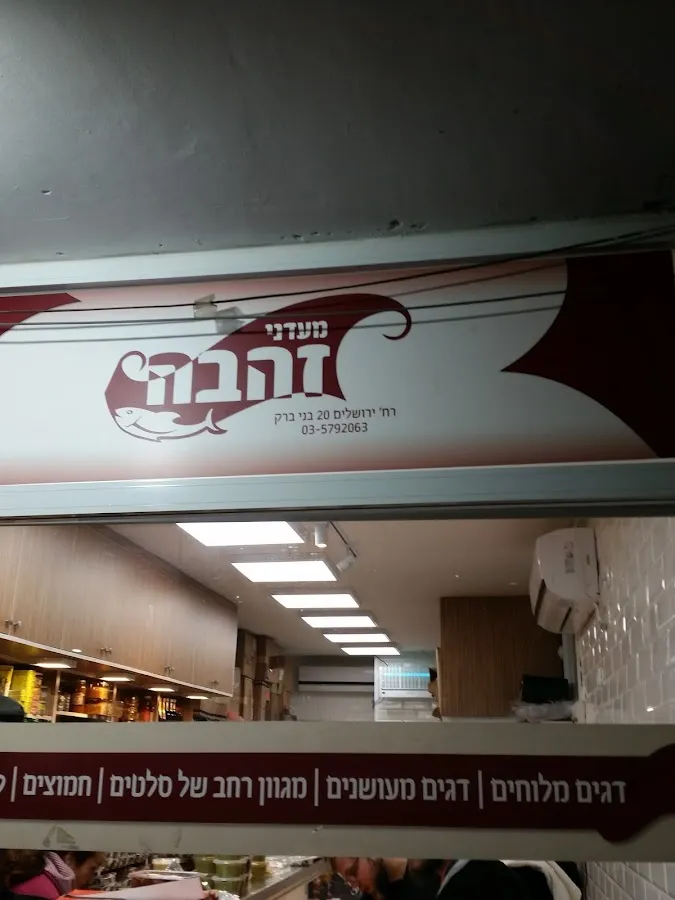 מעדני
זהבה
רח' ירושלים 20 בני ברק
03-5792063
דגים מלוחים | דגים מעושנים | מגוון רחב של סלטים | חמוצים |